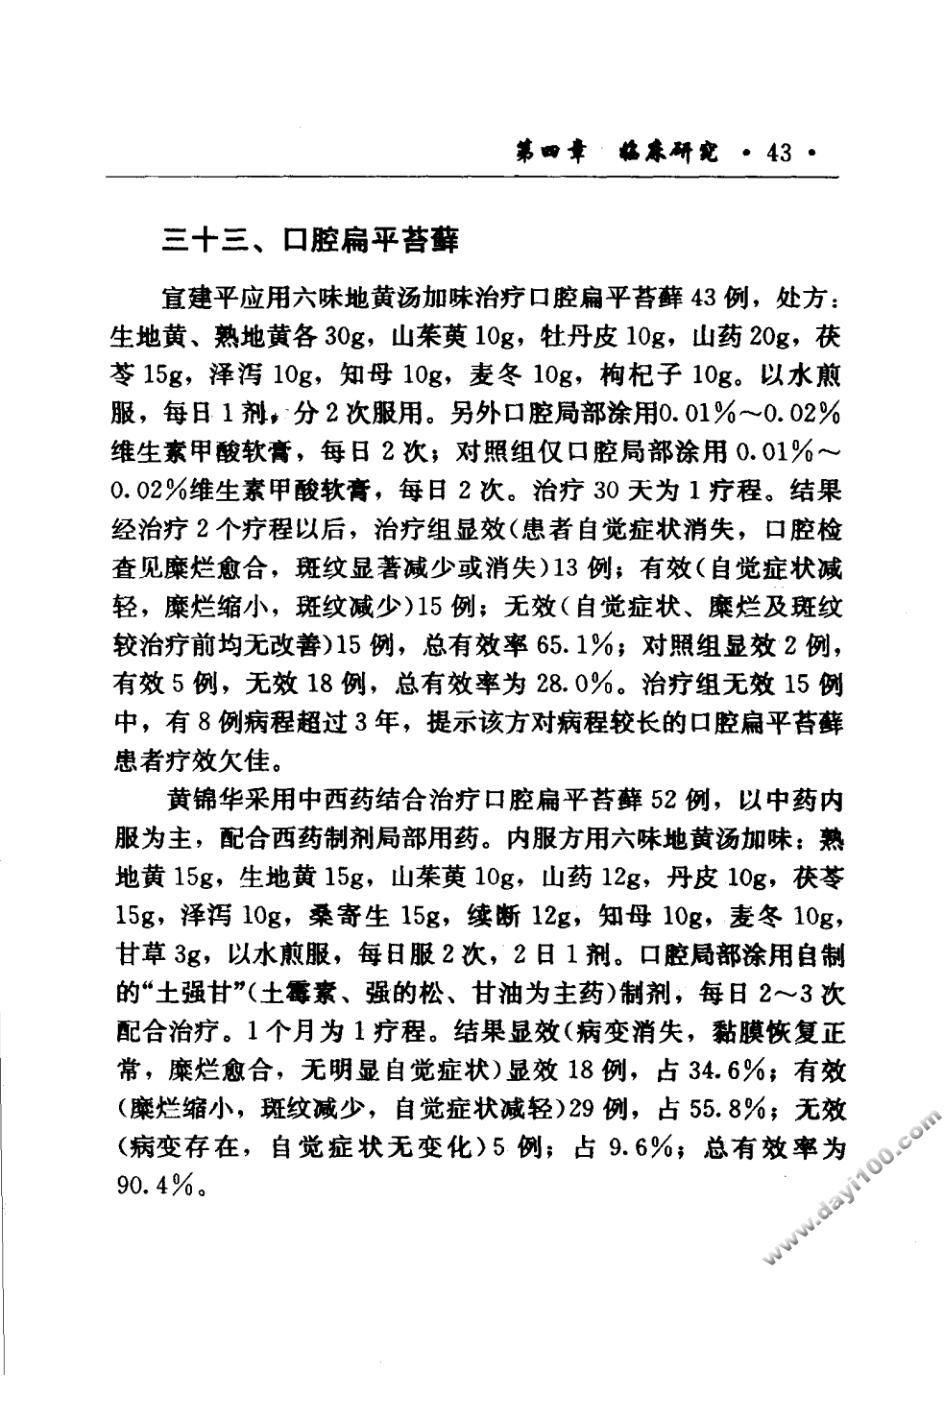 第四章 临床研究 · 43 ·
三十三、口腔扁平苔藓
宣建平应用六味地黄汤加味治疗口腔扁平苔藓 43 例，处方：
生地黄、熟地黄各 30g，山茱萸 10g，牡丹皮 10g，山药 20g，茯
苓 15g，泽泻 10g，知母 10g，麦冬 10g，枸杞子 10g。以水煎
服，每日 1 剂，分 2 次服用。另外口腔局部涂用0.01%～0.02%
维生素甲酸软膏，每日 2 次；对照组仅口腔局部涂用 0.01%～
0.02%维生素甲酸软膏，每日 2 次。治疗 30 天为 1 疗程。结果
经治疗 2 个疗程以后，治疗组显效(患者自觉症状消失，口腔检
查见糜烂愈合，斑纹显著减少或消失)13 例；有效(自觉症状减
轻，糜烂缩小，斑纹减少)15 例；无效(自觉症状、糜烂及斑纹
较治疗前均无改善)15 例，总有效率 65.1%；对照组显效 2 例，
有效 5 例，无效 18 例，总有效率为 28.0%。治疗组无效 15 例
中，有 8 例病程超过 3 年，提示该方对病程较长的口腔扁平苔藓
患者疗效欠佳。
黄锦华采用中西药结合治疗口腔扁平苔藓 52 例，以中药内
服为主，配合西药制剂局部用药。内服方用六味地黄汤加味：熟
地黄 15g，生地黄 15g，山茱萸 10g，山药 12g，丹皮 10g，茯苓
15g，泽泻 10g，桑寄生 15g，续断 12g，知母 10g，麦冬 10g，
甘草 3g，以水煎服，每日服 2 次，2 日 1 剂。口腔局部涂用自制
的“土强甘”(土霉素、强的松、甘油为主药)制剂，每日 2～3 次
配合治疗。1 个月为 1 疗程。结果显效(病变消失，黏膜恢复正
常，糜烂愈合，无明显自觉症状)显效 18 例，占 34.6%；有效
(糜烂缩小，斑纹减少，自觉症状减轻)29 例，占 55.8%；无效
(病变存在，自觉症状无变化)5 例；占 9.6%；总有效率为
90.4%。
www.dayi100.com